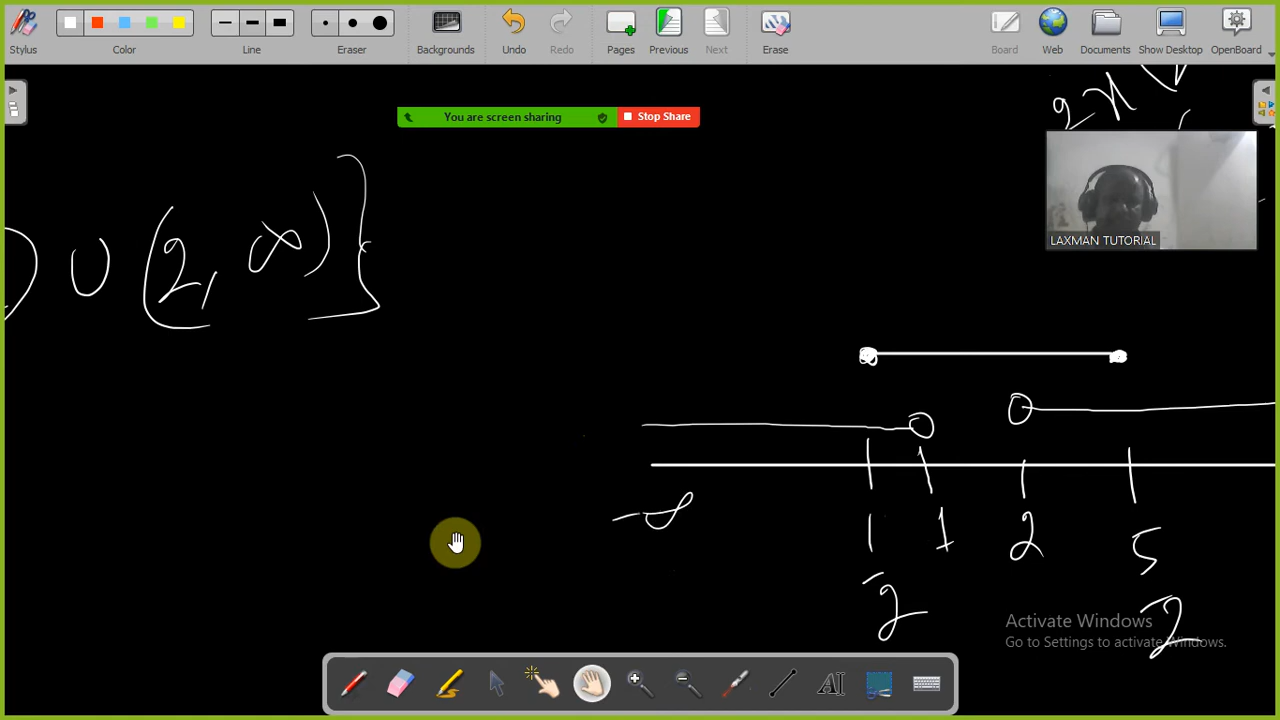 Stylus
Color
Line
Eraser
Backgrounds
Undo
Redo
Pages
Previous
Next
Erase
Board
Web
Documents
Show Desktop
OpenBoard
You are screen sharing
Stop Share
LAXMAN TUTORIAL
) ∪ (2, ∞)}
-∞
1/2
1
2
5/2
Activate Windows
Go to Settings to activate Windows.